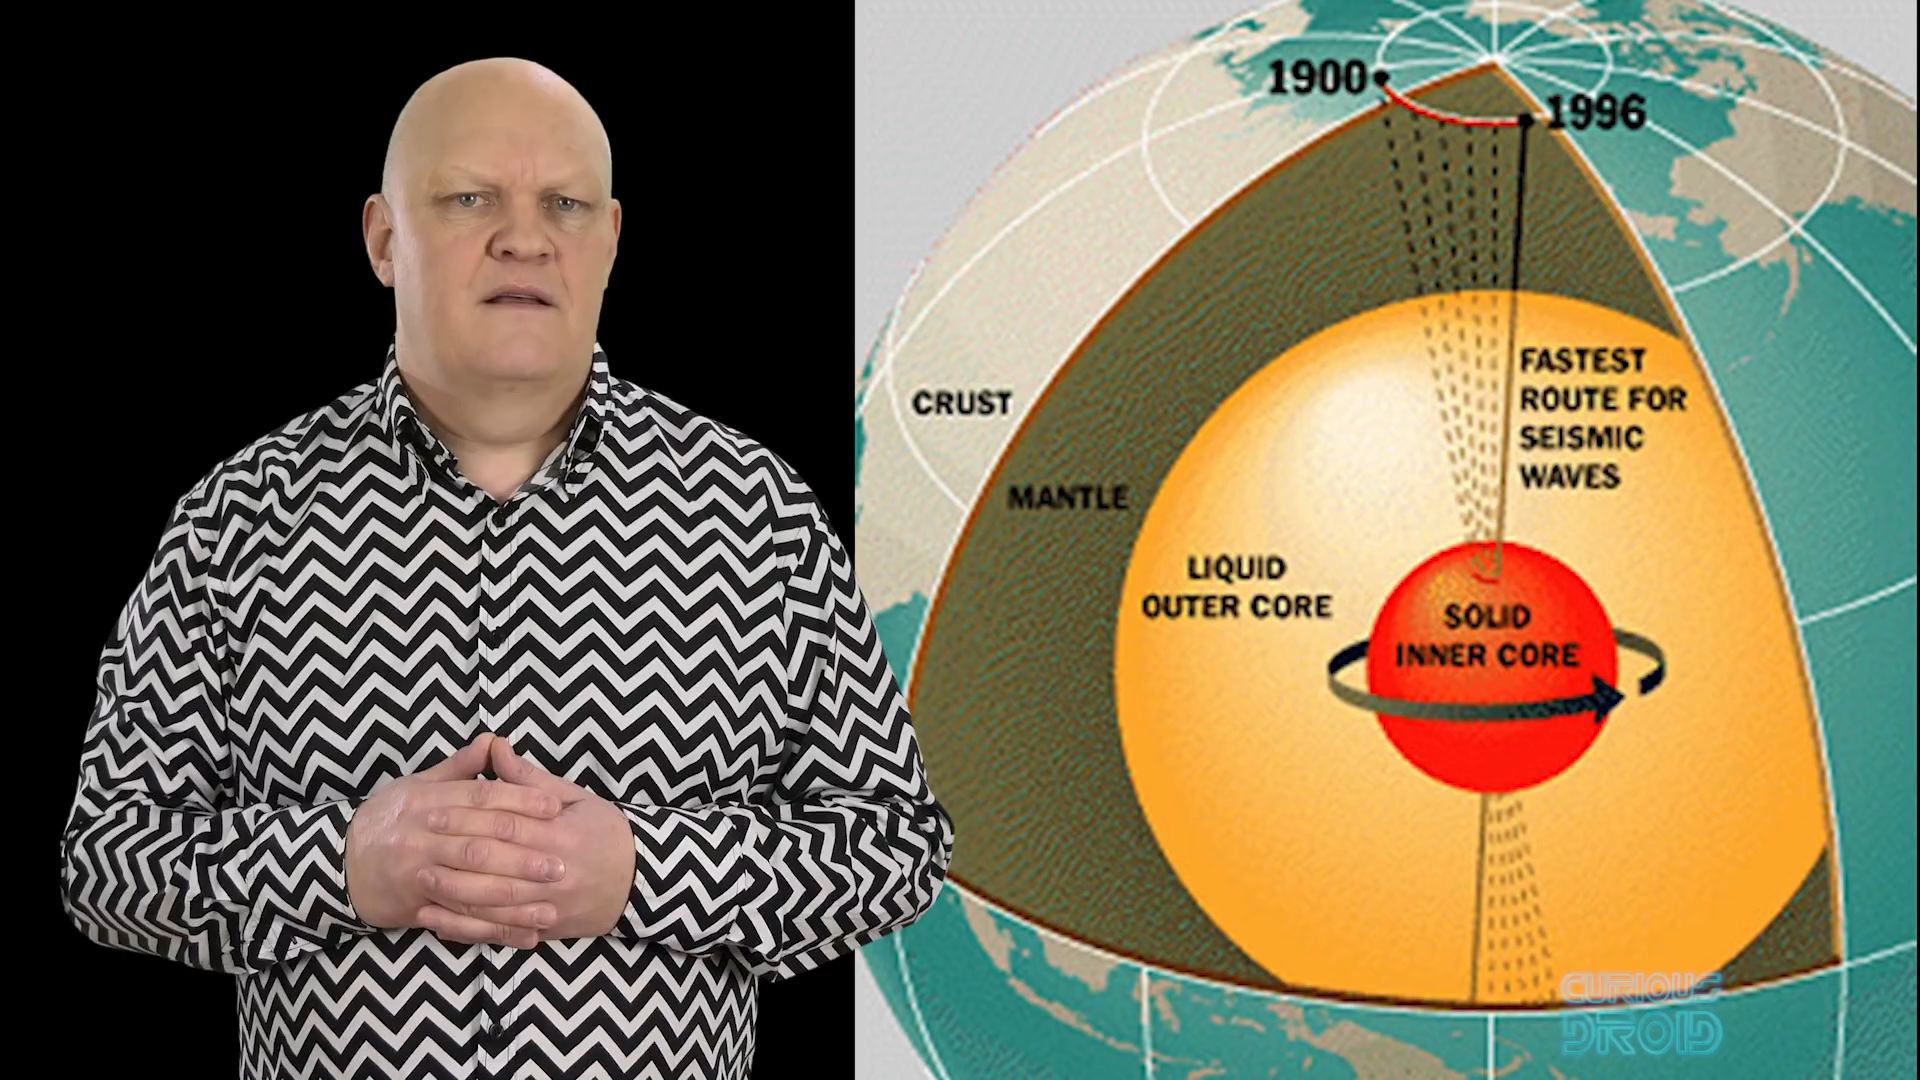 1900
1996
FASTEST
ROUTE FOR
SEISMIC
WAVES
CRUST
MANTLE
LIQUID
OUTER CORE
SOLID
INNER CORE
CURIOUS
DROID